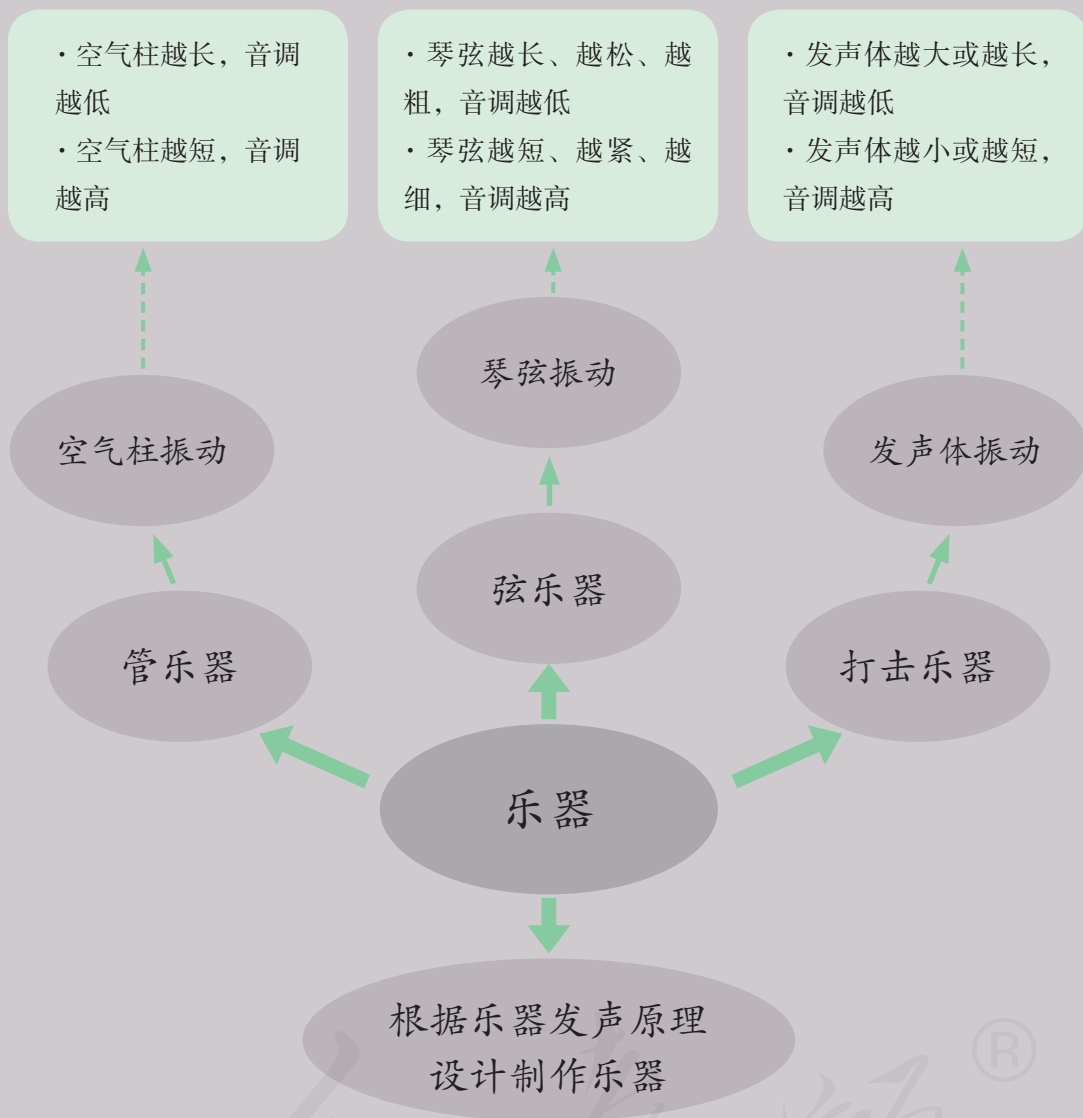 · 空气柱越长，音调
越低
· 空气柱越短，音调
越高
· 琴弦越长、越松、越
粗，音调越低
· 琴弦越短、越紧、越
细，音调越高
· 发声体越大或越长，
音调越低
· 发声体越小或越短，
音调越高
空气柱振动
琴弦振动
发声体振动
管乐器
弦乐器
打击乐器
乐器
根据乐器发声原理
设计制作乐器
®